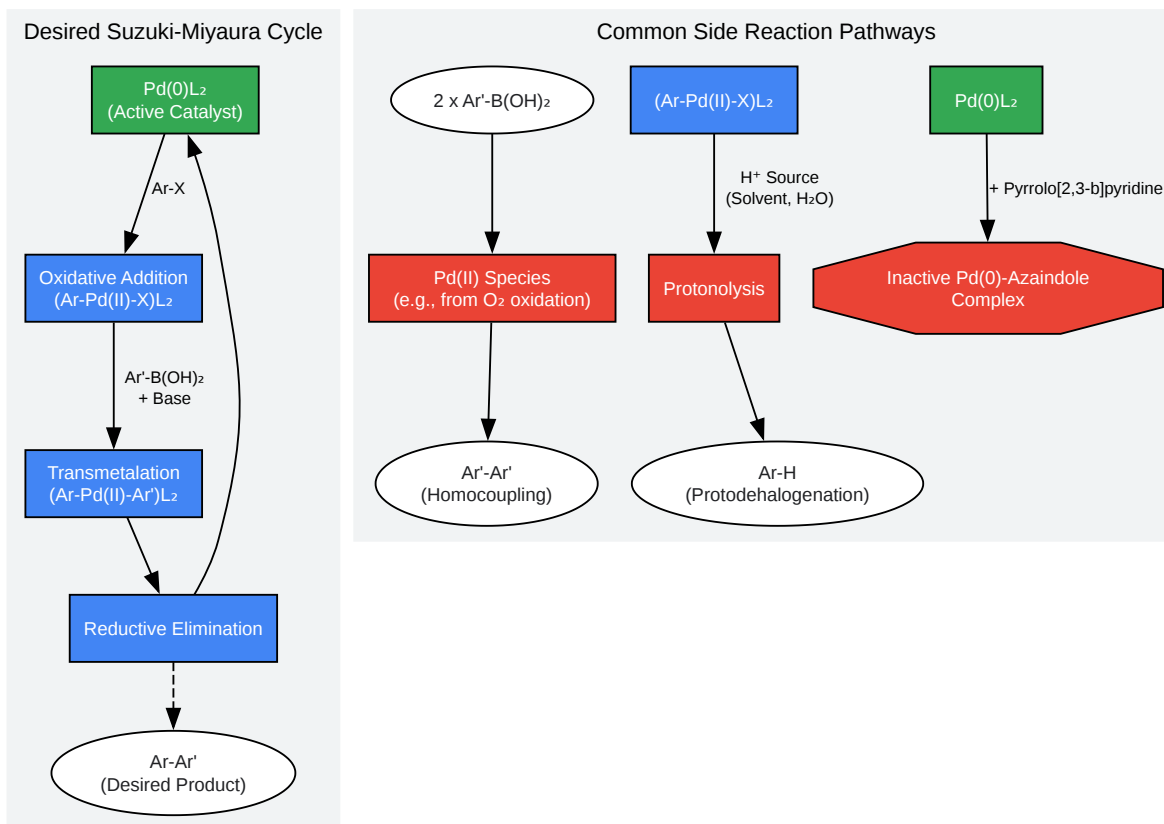 Desired Suzuki-Miyaura Cycle
Pd(0)L₂
(Active Catalyst)
Ar-X
Oxidative Addition
(Ar-Pd(II)-X)L₂
Ar'-B(OH)₂
+ Base
Transmetalation
(Ar-Pd(II)-Ar')L₂
Reductive Elimination
Ar-Ar'
(Desired Product)
Common Side Reaction Pathways
2 x Ar'-B(OH)₂
Pd(II) Species
(e.g., from O₂ oxidation)
Ar'-Ar'
(Homocoupling)
(Ar-Pd(II)-X)L₂
H⁺ Source
(Solvent, H₂O)
Protonolysis
Ar-H
(Protodehalogenation)
Pd(0)L₂
+ Pyrrolo[2,3-b]pyridine
Inactive Pd(0)-Azaindole
Complex